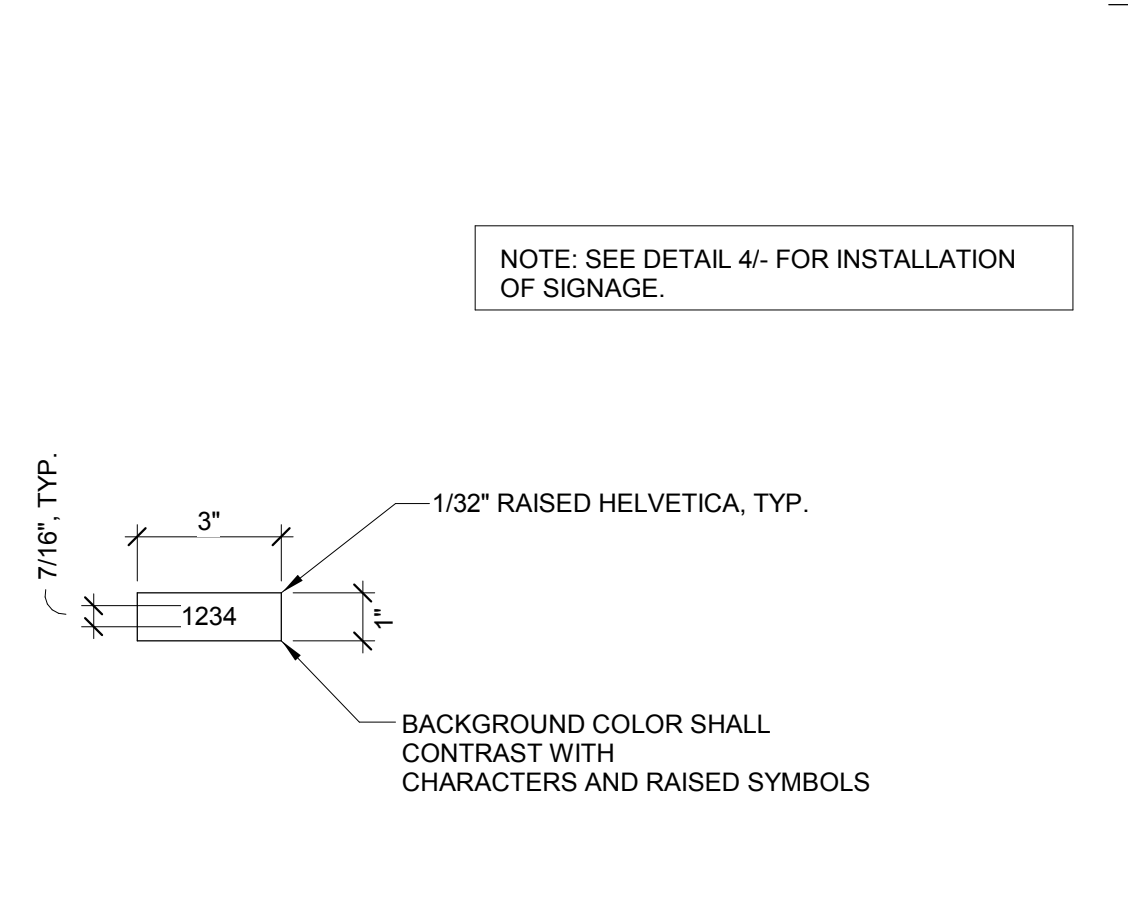 NOTE: SEE DETAIL 4/- FOR INSTALLATION
OF SIGNAGE.
7/16", TYP.
3"
1/32" RAISED HELVETICA, TYP.
1234
1"
BACKGROUND COLOR SHALL
CONTRAST WITH
CHARACTERS AND RAISED SYMBOLS